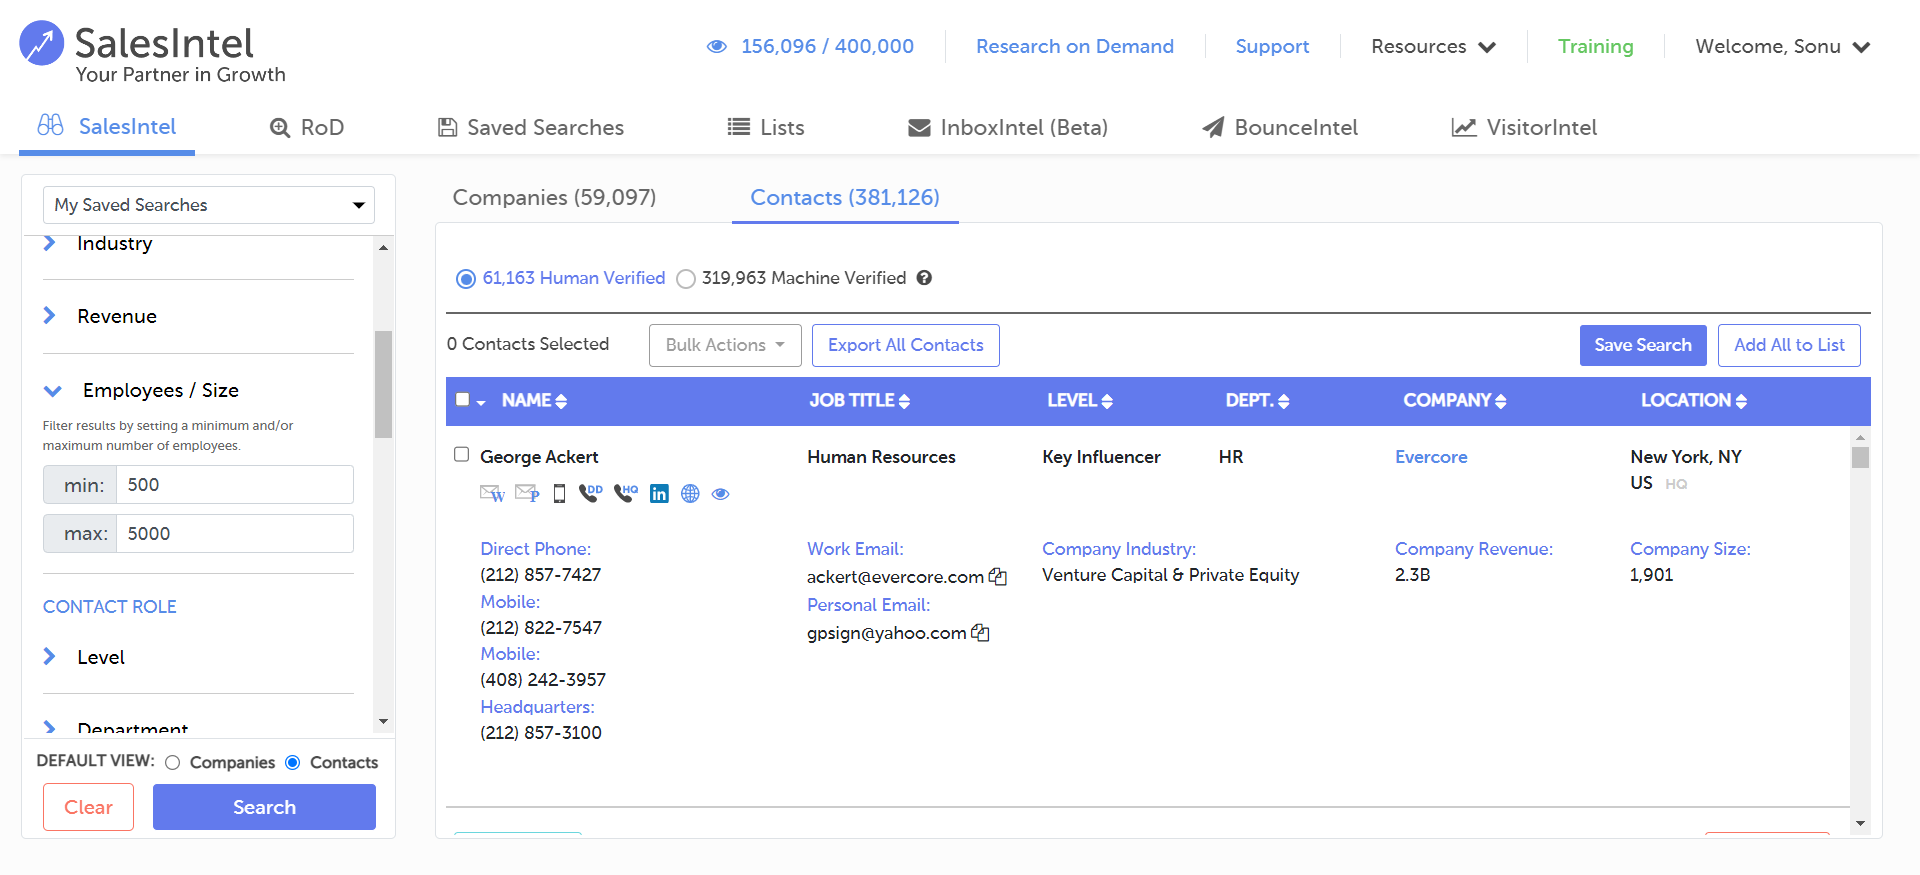 SalesIntel
Your Partner in Growth
156,096 / 400,000
Research on Demand
Support
Resources
Training
Welcome, Sonu
SalesIntel
RoD
Saved Searches
Lists
InboxIntel (Beta)
BounceIntel
VisitorIntel
My Saved Searches
Industry
Revenue
Employees / Size
Filter results by setting a minimum and/or
maximum number of employees.
min: 500
max: 5000
CONTACT ROLE
Level
Department
DEFAULT VIEW: Companies Contacts
Clear Search
Companies (59,097) Contacts (381,126)
61,163 Human Verified 319,963 Machine Verified
0 Contacts Selected Bulk Actions Export All Contacts Save Search Add All to List
NAME JOB TITLE LEVEL DEPT. COMPANY LOCATION
George Ackert Human Resources Key Influencer HR Evercore New York, NY
US HQ
W P DD HQ in
Direct Phone: Work Email: Company Industry: Company Revenue: Company Size:
(212) 857-7427 ackert@evercore.com Venture Capital & Private Equity 2.3B 1,901
Mobile: Personal Email:
(212) 822-7547 gpsign@yahoo.com
Mobile:
(408) 242-3957
Headquarters:
(212) 857-3100